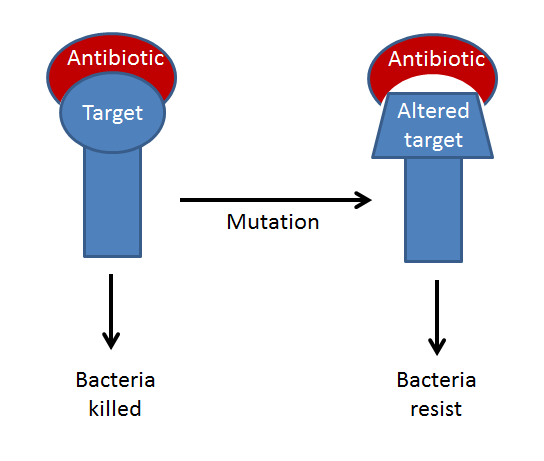 Antibiotic
Target
Mutation
Antibiotic
Altered
target
Bacteria
killed
Bacteria
resist